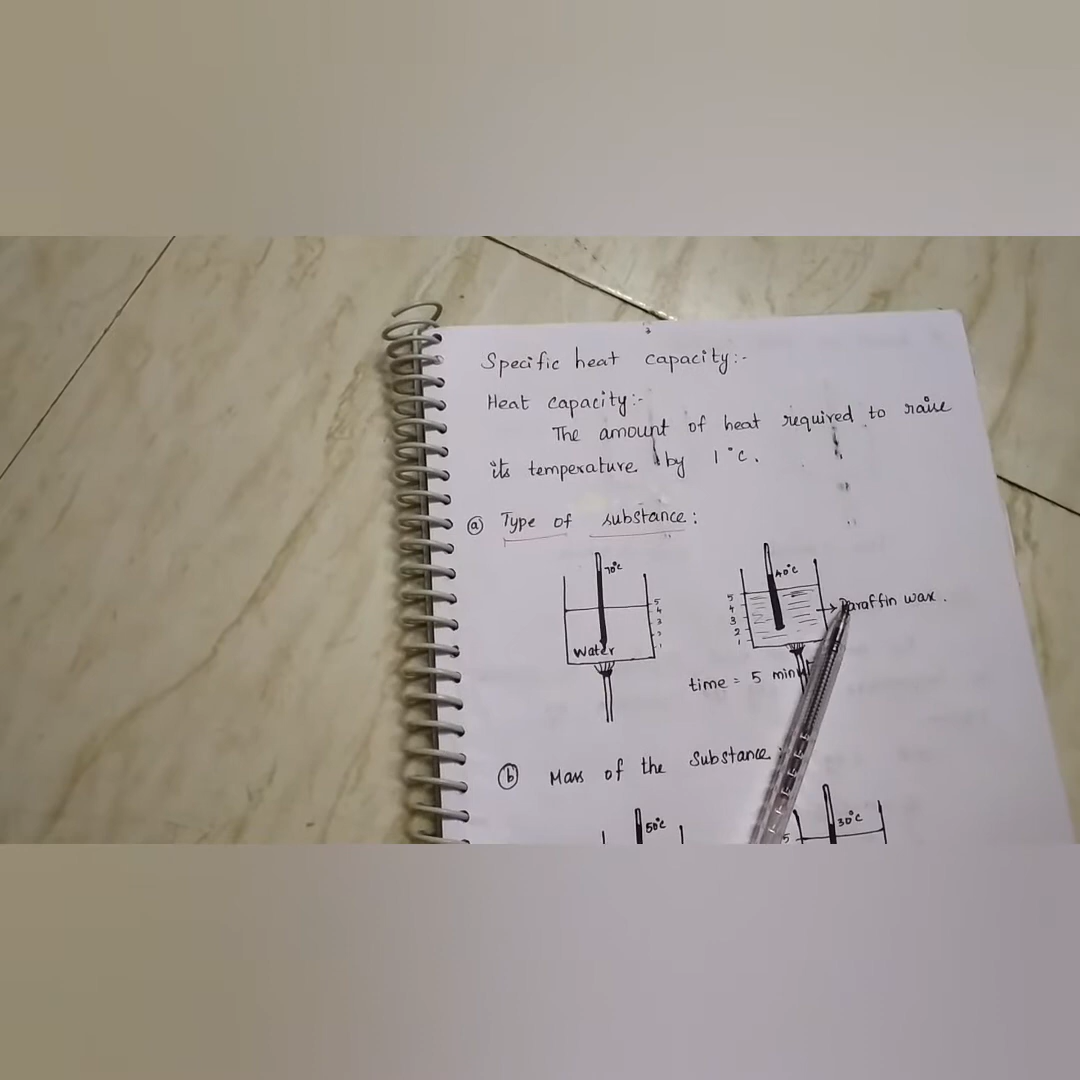 Specific heat capacity:-
Heat capacity:-
The amount of heat required to raise
its temperature by 1°C.
(a) Type of substance:
70°C
5
4
3
2
1
Water
40°C
5
4
3
2
1
Paraffin wax.
time = 5 min
(b) Mass of the Substance:
50°C
30°C
5